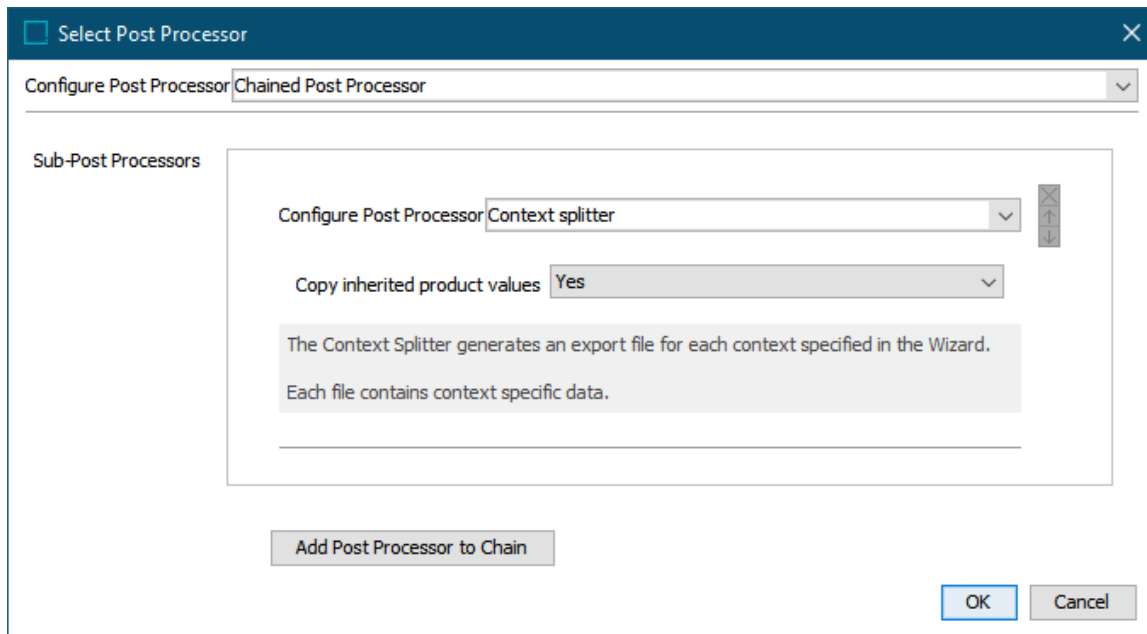 Select Post Processor
Configure Post Processor Chained Post Processor
Sub-Post Processors
Configure Post Processor Context splitter
Copy inherited product values Yes
The Context Splitter generates an export file for each context specified in the Wizard.
Each file contains context specific data.
Add Post Processor to Chain
OK Cancel